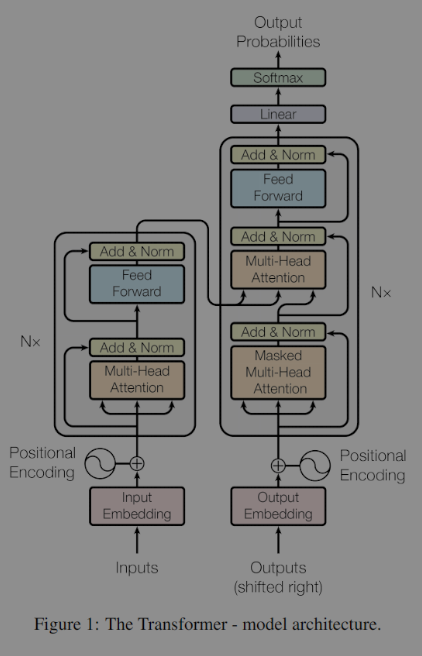 Output
Probabilities
Softmax
Linear
Add & Norm
Feed
Forward
Add & Norm
Multi-Head
Attention
Nx
Add & Norm
Masked
Multi-Head
Attention
Add & Norm
Feed
Forward
Nx
Add & Norm
Multi-Head
Attention
Positional
Encoding
Positional
Encoding
Input
Embedding
Output
Embedding
Inputs
Outputs
(shifted right)
Figure 1: The Transformer - model architecture.